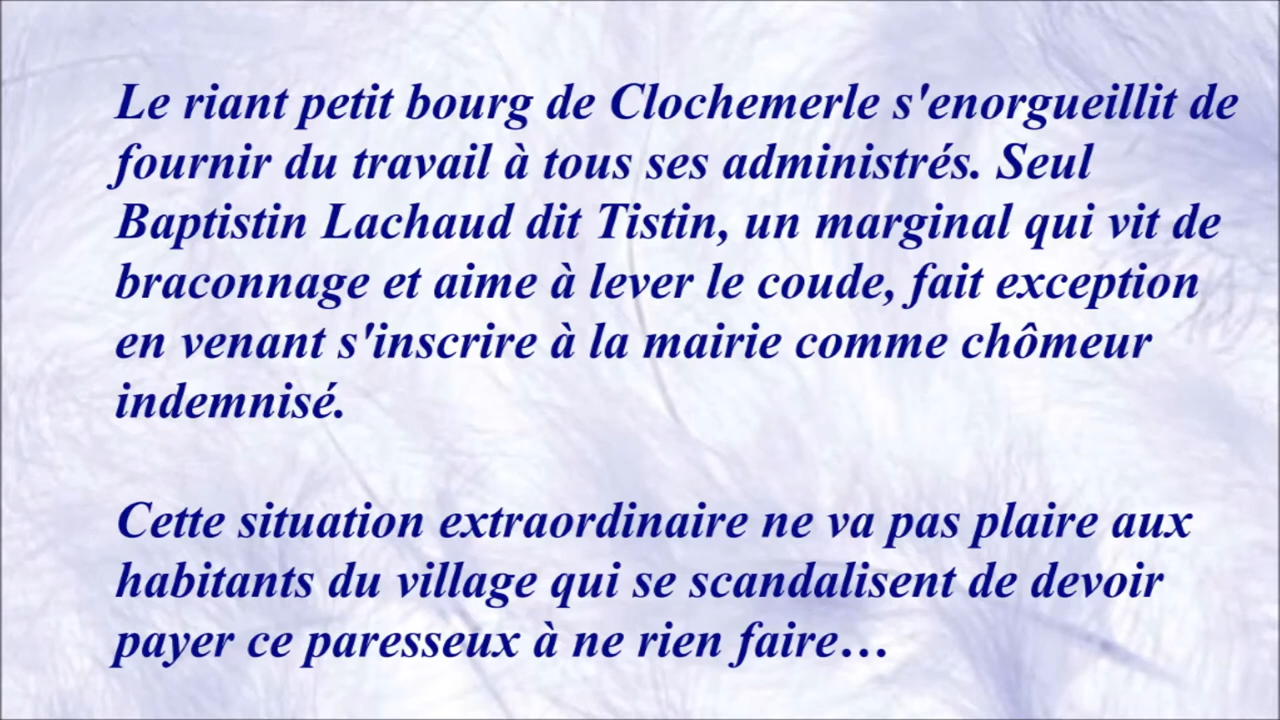 Le riant petit bourg de Clochemerle s'enorgueillit de
fournir du travail à tous ses administrés. Seul
Baptistin Lachaud dit Tistin, un marginal qui vit de
braconnage et aime à lever le coude, fait exception
en venant s'inscrire à la mairie comme chômeur
indemnisé.
Cette situation extraordinaire ne va pas plaire aux
habitants du village qui se scandalisent de devoir
payer ce paresseux à ne rien faire…